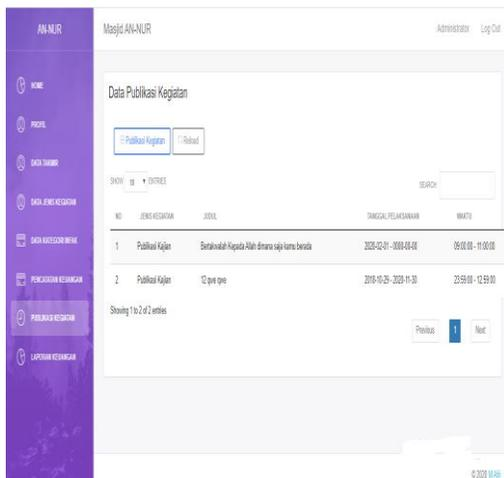 AN-NUR
HOME
PROFIL
DATA TAKMIR
DATA JENIS KEGIATAN
DATA KATEGORI INFAK
PENCATATAN KEUANGAN
PUBLIKASI KEGIATAN
LAPORAN KEUANGAN
Masjid AN-NUR
Administrator Log Out
Data Publikasi Kegiatan
Publikasi Kegiatan Reload
SHOW 10 ENTRIES
SEARCH:
NO JENIS KEGIATAN JUDUL TANGGAL PELAKSANAAN WAKTU
1 Publikasi Kajian Bertakwalah Kepada Allah dimana saja kamu berada 2020-02-01 - 0000-00-00 09:00:00 - 11:00:00
2 Publikasi Kajian 12 qwe qwe 2018-10-29 - 2020-11-30 23:59:00 - 12:59:00
Showing 1 to 2 of 2 entries
Previous 1 Next
© 2020